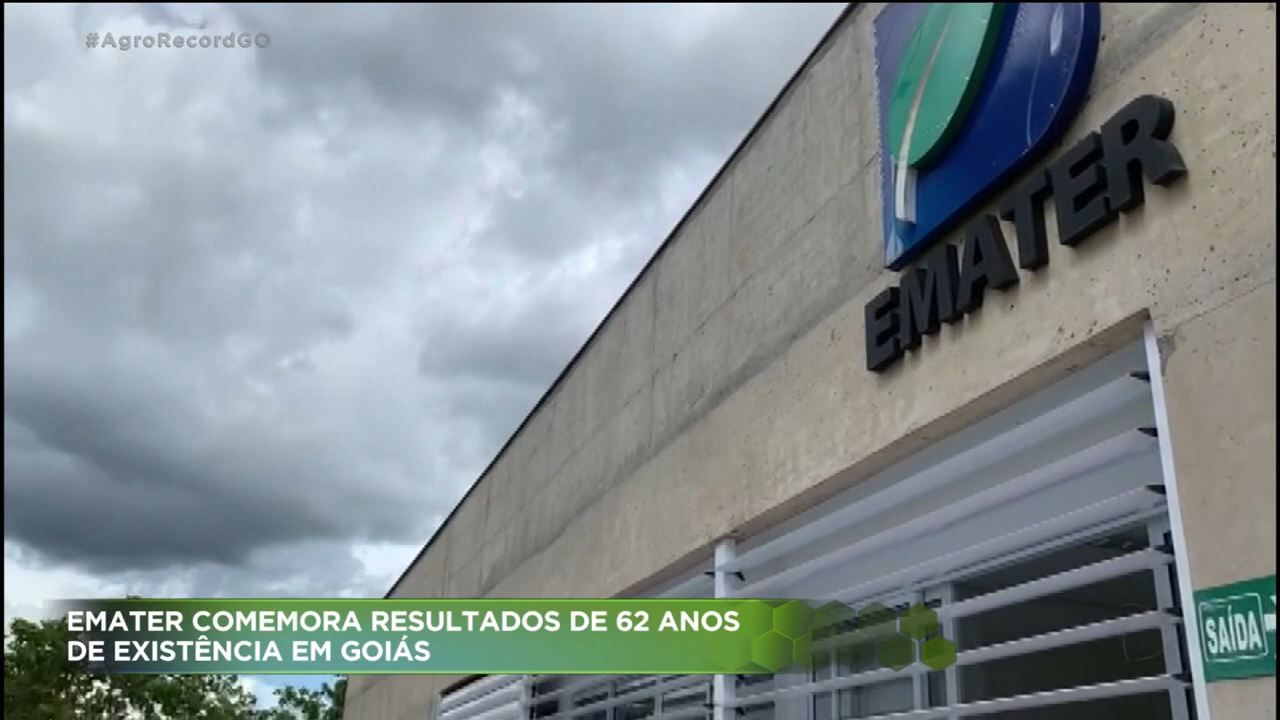 #AgroRecordGO
EMATER
SAÍDA
EMATER COMEMORA RESULTADOS DE 62 ANOS
DE EXISTÊNCIA EM GOIÁS